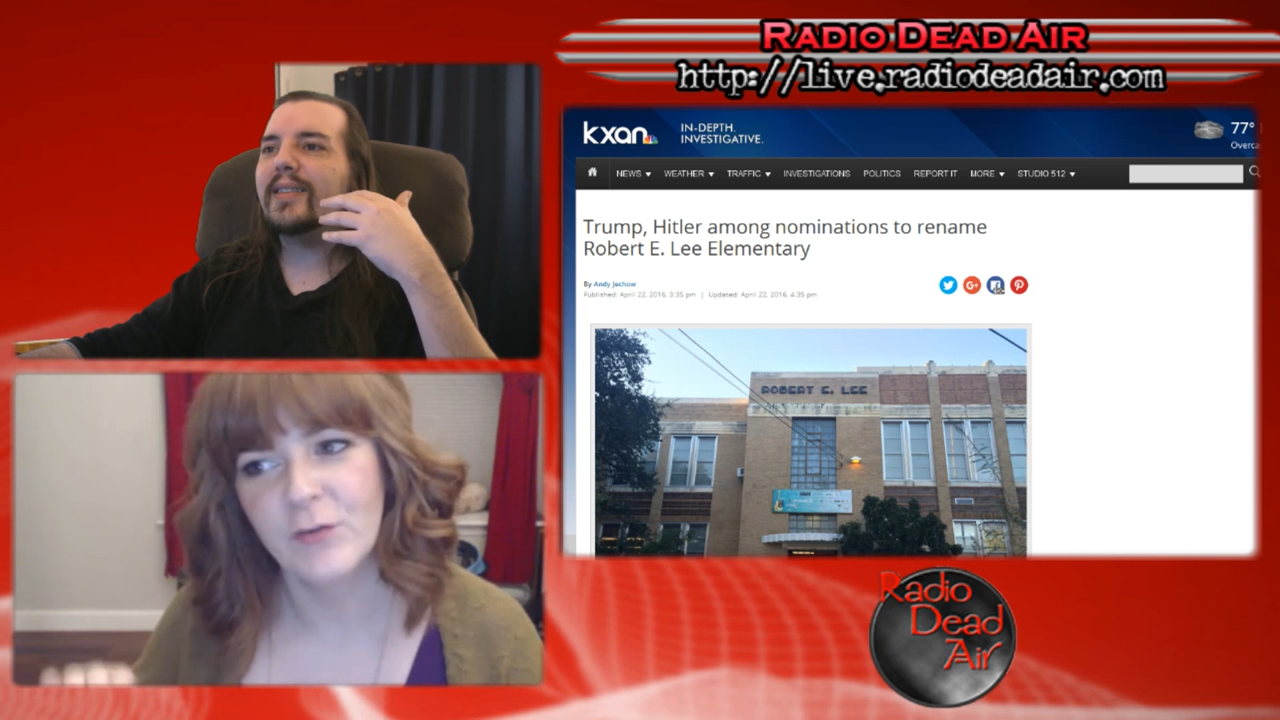 RADIO DEAD AIR
http://live.radiodeadair.com
kxan
IN-DEPTH.
INVESTIGATIVE.
77°
Overca
NEWS WEATHER TRAFFIC INVESTIGATIONS POLITICS REPORT IT MORE STUDIO 512
Trump, Hitler among nominations to rename
Robert E. Lee Elementary
By Andy Jechow
Published: April 22, 2016, 3:35 pm | Updated: April 22, 2016, 4:35 pm
ROBERT E. LEE
Radio
Dead
Air